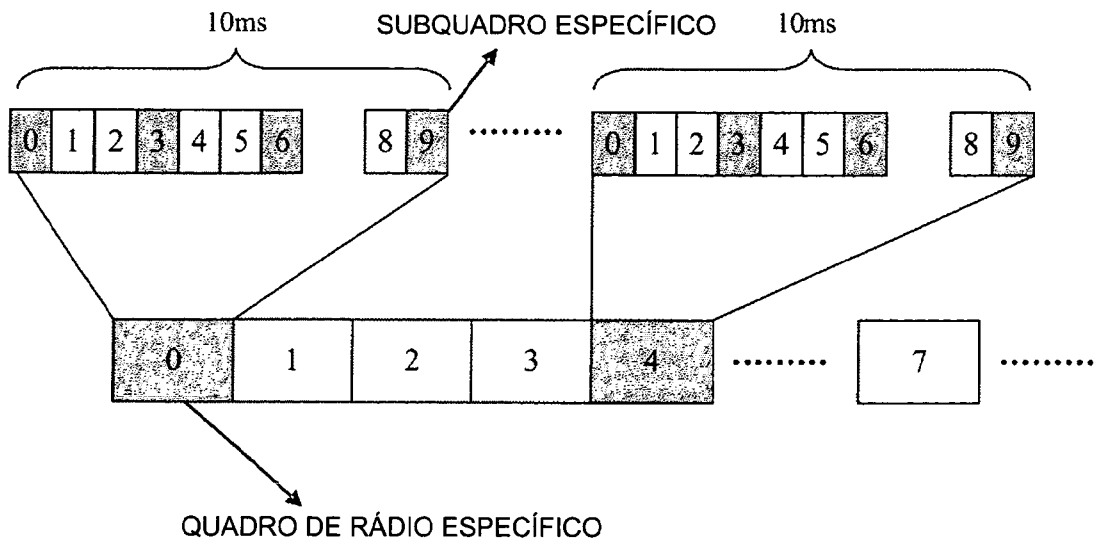 10ms SUBQUADRO ESPECÍFICO 10ms
0 1 2 3 4 5 6 8 9 ......... 0 1 2 3 4 5 6 8 9
0 1 2 3 4 ........ 7 ........
QUADRO DE RÁDIO ESPECÍFICO